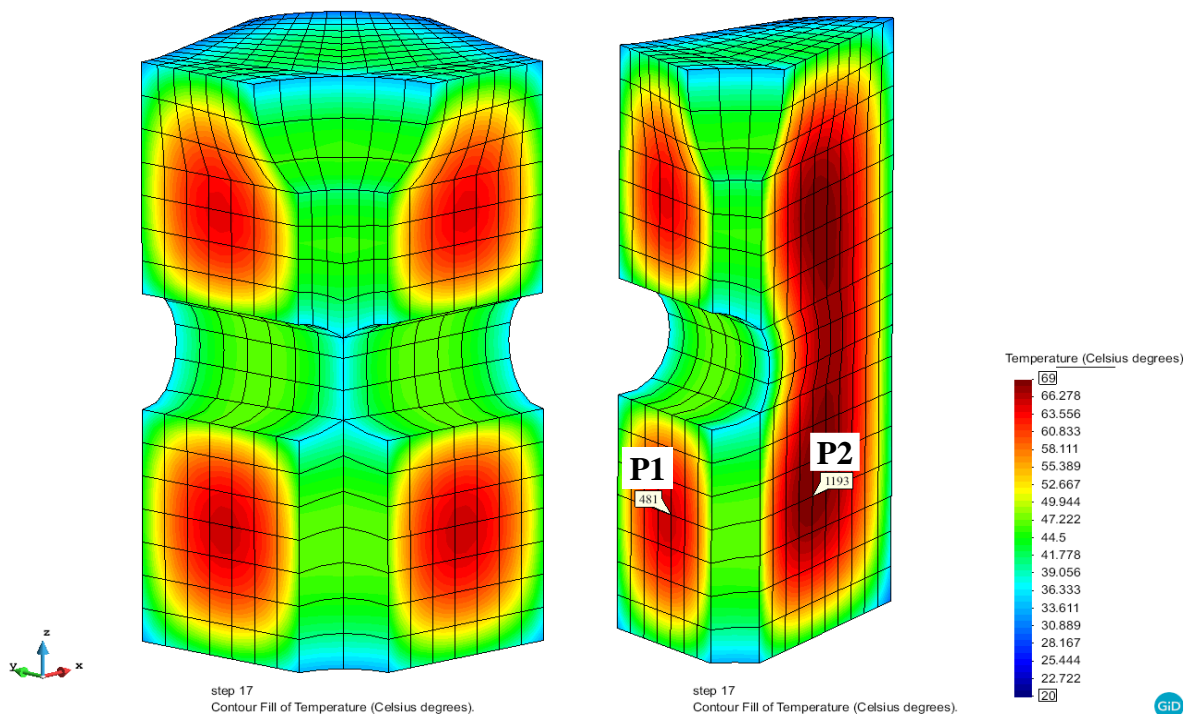 P1
481
P2
1193
z
y
x
step 17
Contour Fill of Temperature (Celsius degrees).
step 17
Contour Fill of Temperature (Celsius degrees).
Temperature (Celsius degrees)
69
66.278
63.556
60.833
58.111
55.389
52.667
49.944
47.222
44.5
41.778
39.056
36.333
33.611
30.889
28.167
25.444
22.722
20
GiD